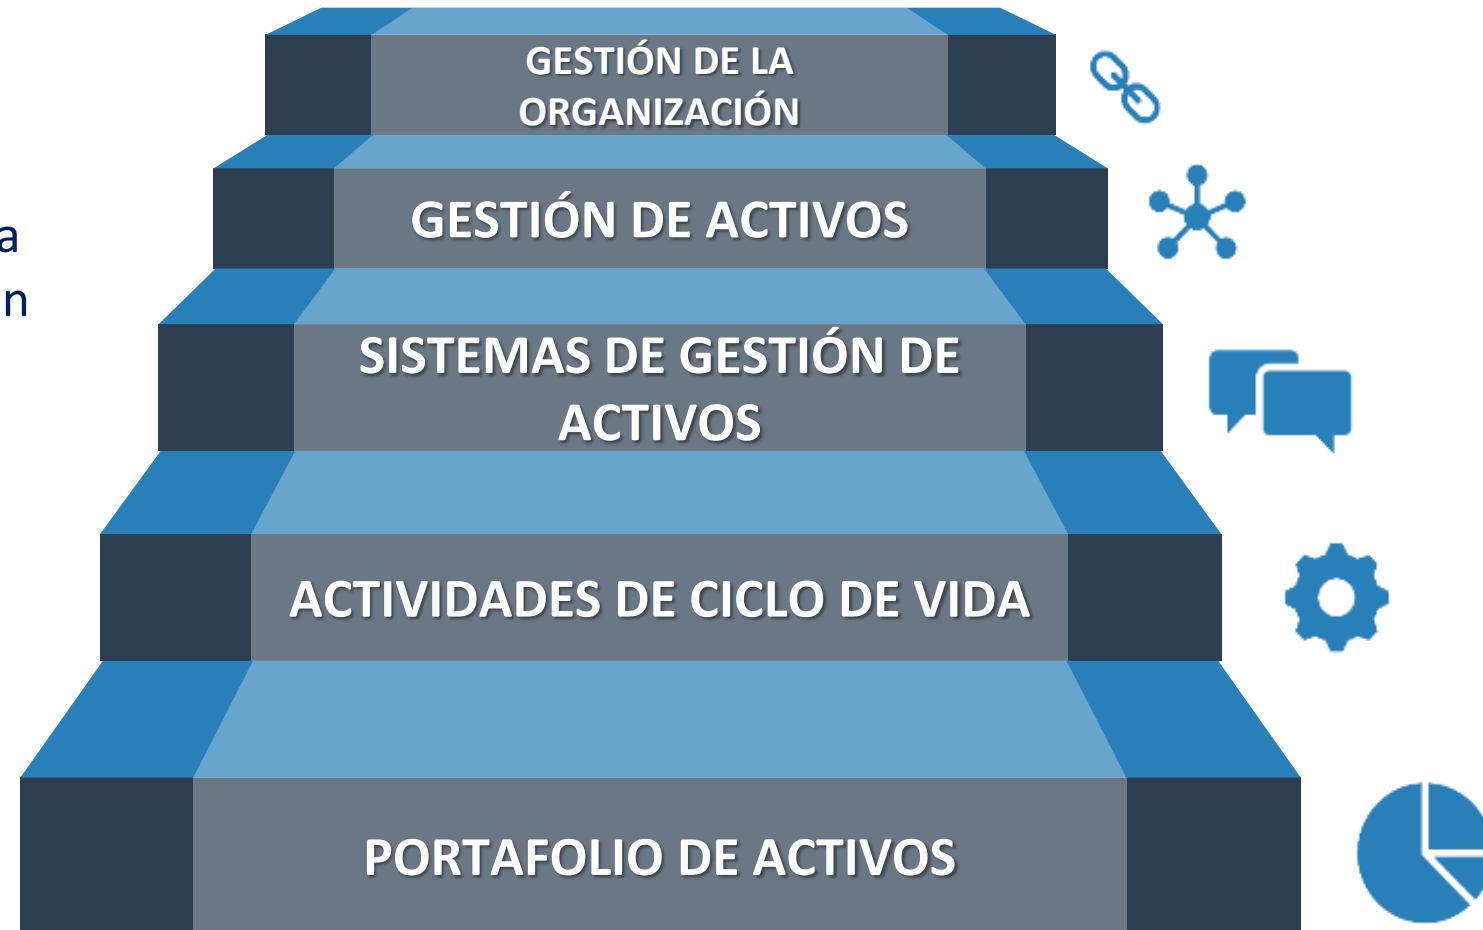 GESTIÓN DE LA
ORGANIZACIÓN
GESTIÓN DE ACTIVOS
a
n
SISTEMAS DE GESTIÓN DE
ACTIVOS
ACTIVIDADES DE CICLO DE VIDA
PORTAFOLIO DE ACTIVOS